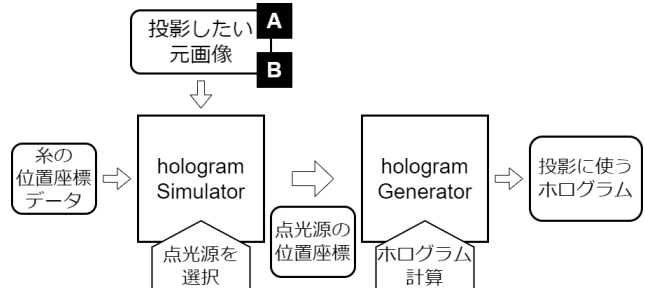 投影したい
元画像
A
B
糸の
位置座標
データ
hologram
Simulator
点光源を
選択
点光源の
位置座標
hologram
Generator
ホログラム
計算
投影に使う
ホログラム